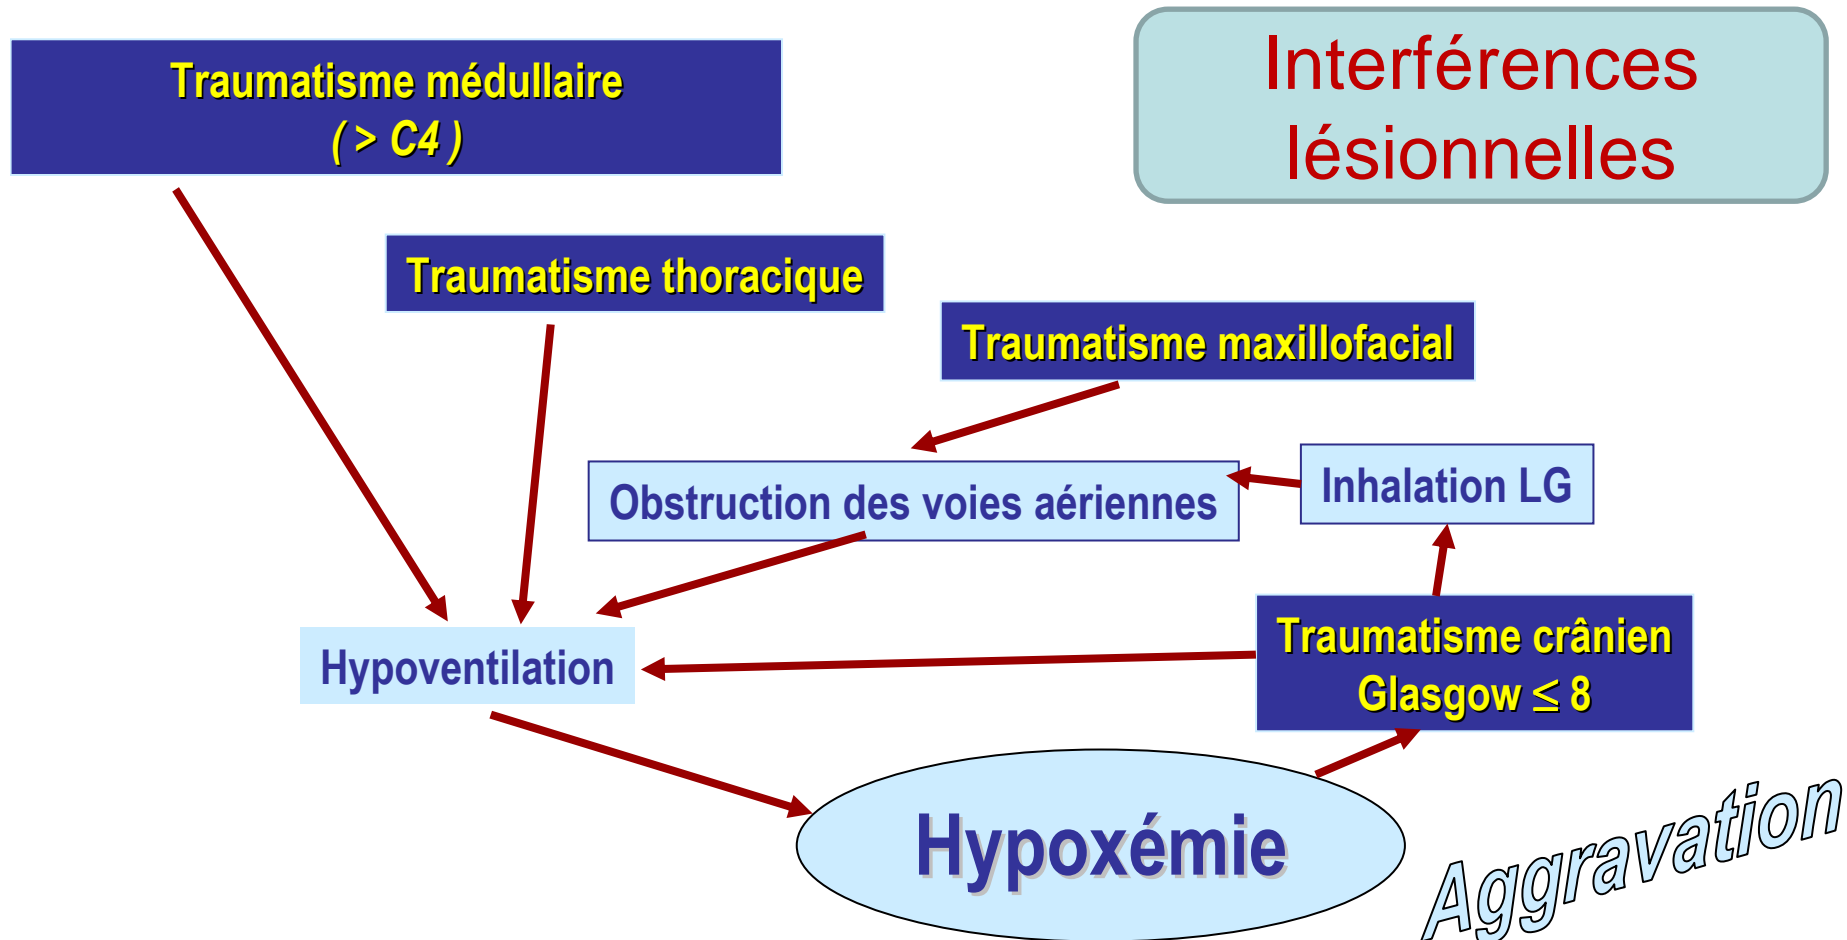 Interférences
lésionnelles
Traumatisme médullaire
( > C4 )
Traumatisme thoracique
Traumatisme maxillofacial
Obstruction des voies aériennes
Inhalation LG
Hypoventilation
Traumatisme crânien
Glasgow ≤ 8
Hypoxémie
Aggravation